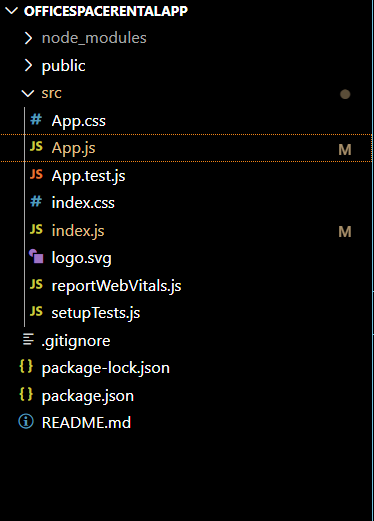 OFFICESPACERENTALAPP
node_modules
public
src
# App.css
JS App.js M
JS App.test.js
# index.css
JS index.js M
logo.svg
JS reportWebVitals.js
JS setupTests.js
.gitignore
{} package-lock.json
{} package.json
README.md